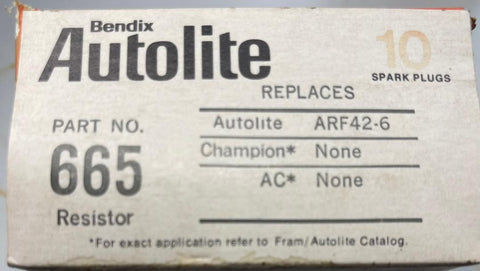 Bendix
Autolite
10
SPARK PLUGS
REPLACES
PART NO.
665
Resistor
Autolite ARF42-6
Champion* None
AC* None
*For exact application refer to Fram/Autolite Catalog.